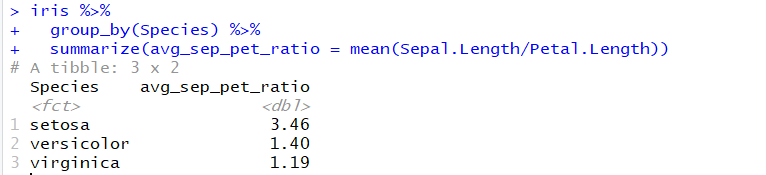 > iris %>%
+   group_by(Species) %>%
+   summarize(avg_sep_pet_ratio = mean(Sepal.Length/Petal.Length))
# A tibble: 3 x 2
  Species    avg_sep_pet_ratio
  <fct>                  <dbl>
1 setosa                  3.46
2 versicolor              1.40
3 virginica               1.19